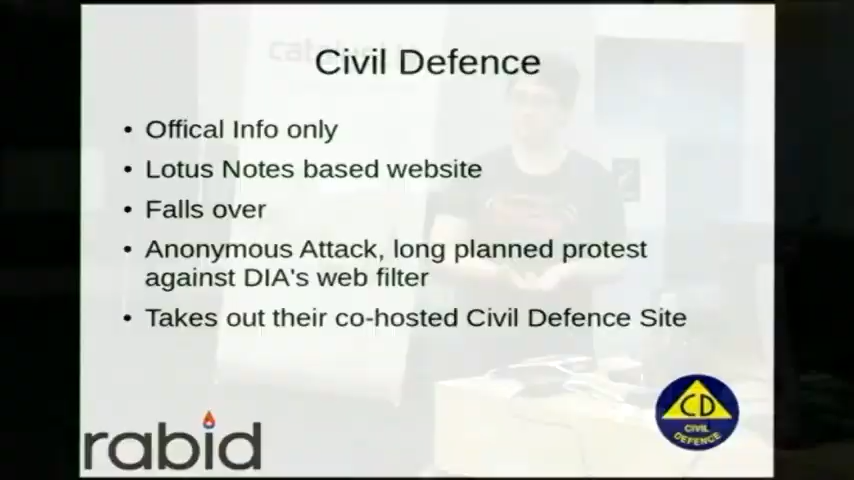 Civil Defence
• Offical Info only
• Lotus Notes based website
• Falls over
• Anonymous Attack, long planned protest
against DIA's web filter
• Takes out their co-hosted Civil Defence Site
rabid
CD
CIVIL
DEFENCE